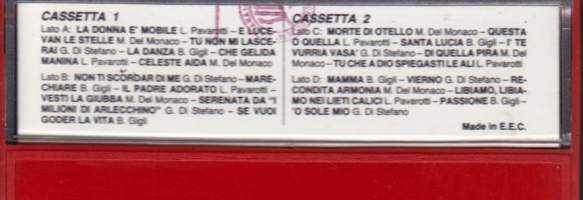 CASSETTA 1
Lato A: LA DONNA E' MOBILE L. Pavarotti – E LUCE-
VAN LE STELLE M. Del Monaco – TU NON MI LASCE-
RAI G. Di Stefano – LA DANZA B. Gigli – CHE GELIDA
MANINA L. Pavarotti – CELESTE AIDA M. Del Monaco
Lato B: NON TI SCORDAR DI ME G. Di Stefano – MARE-
CHIARE B. Gigli – IL PADRE ADORATO L. Pavarotti –
VESTI LA GIUBBA M. Del Monaco – SERENATA DA "I
MILIONI DI ARLECCHINO" G. Di Stefano – SE VUOI
GODER LA VITA B. Gigli
CASSETTA 2
Lato C: MORTE DI OTELLO M. Del Monaco – QUESTA
O QUELLA L. Pavarotti – SANTA LUCIA B. Gigli – I' TE
VURRIA VASA' G. Di Stefano – DI QUELLA PIRA M. Del
Monaco – TU CHE A DIO SPIEGASTI LE ALI L. Pavarotti
Lato D: MAMMA B. Gigli – VIERNO G. Di Stefano – RE-
CONDITA ARMONIA M. Del Monaco – LIBIAMO, LIBIA-
MO NEI LIETI CALICI L. Pavarotti – PASSIONE B. Gigli –
'O SOLE MIO G. Di Stefano
Made in E.E.C.